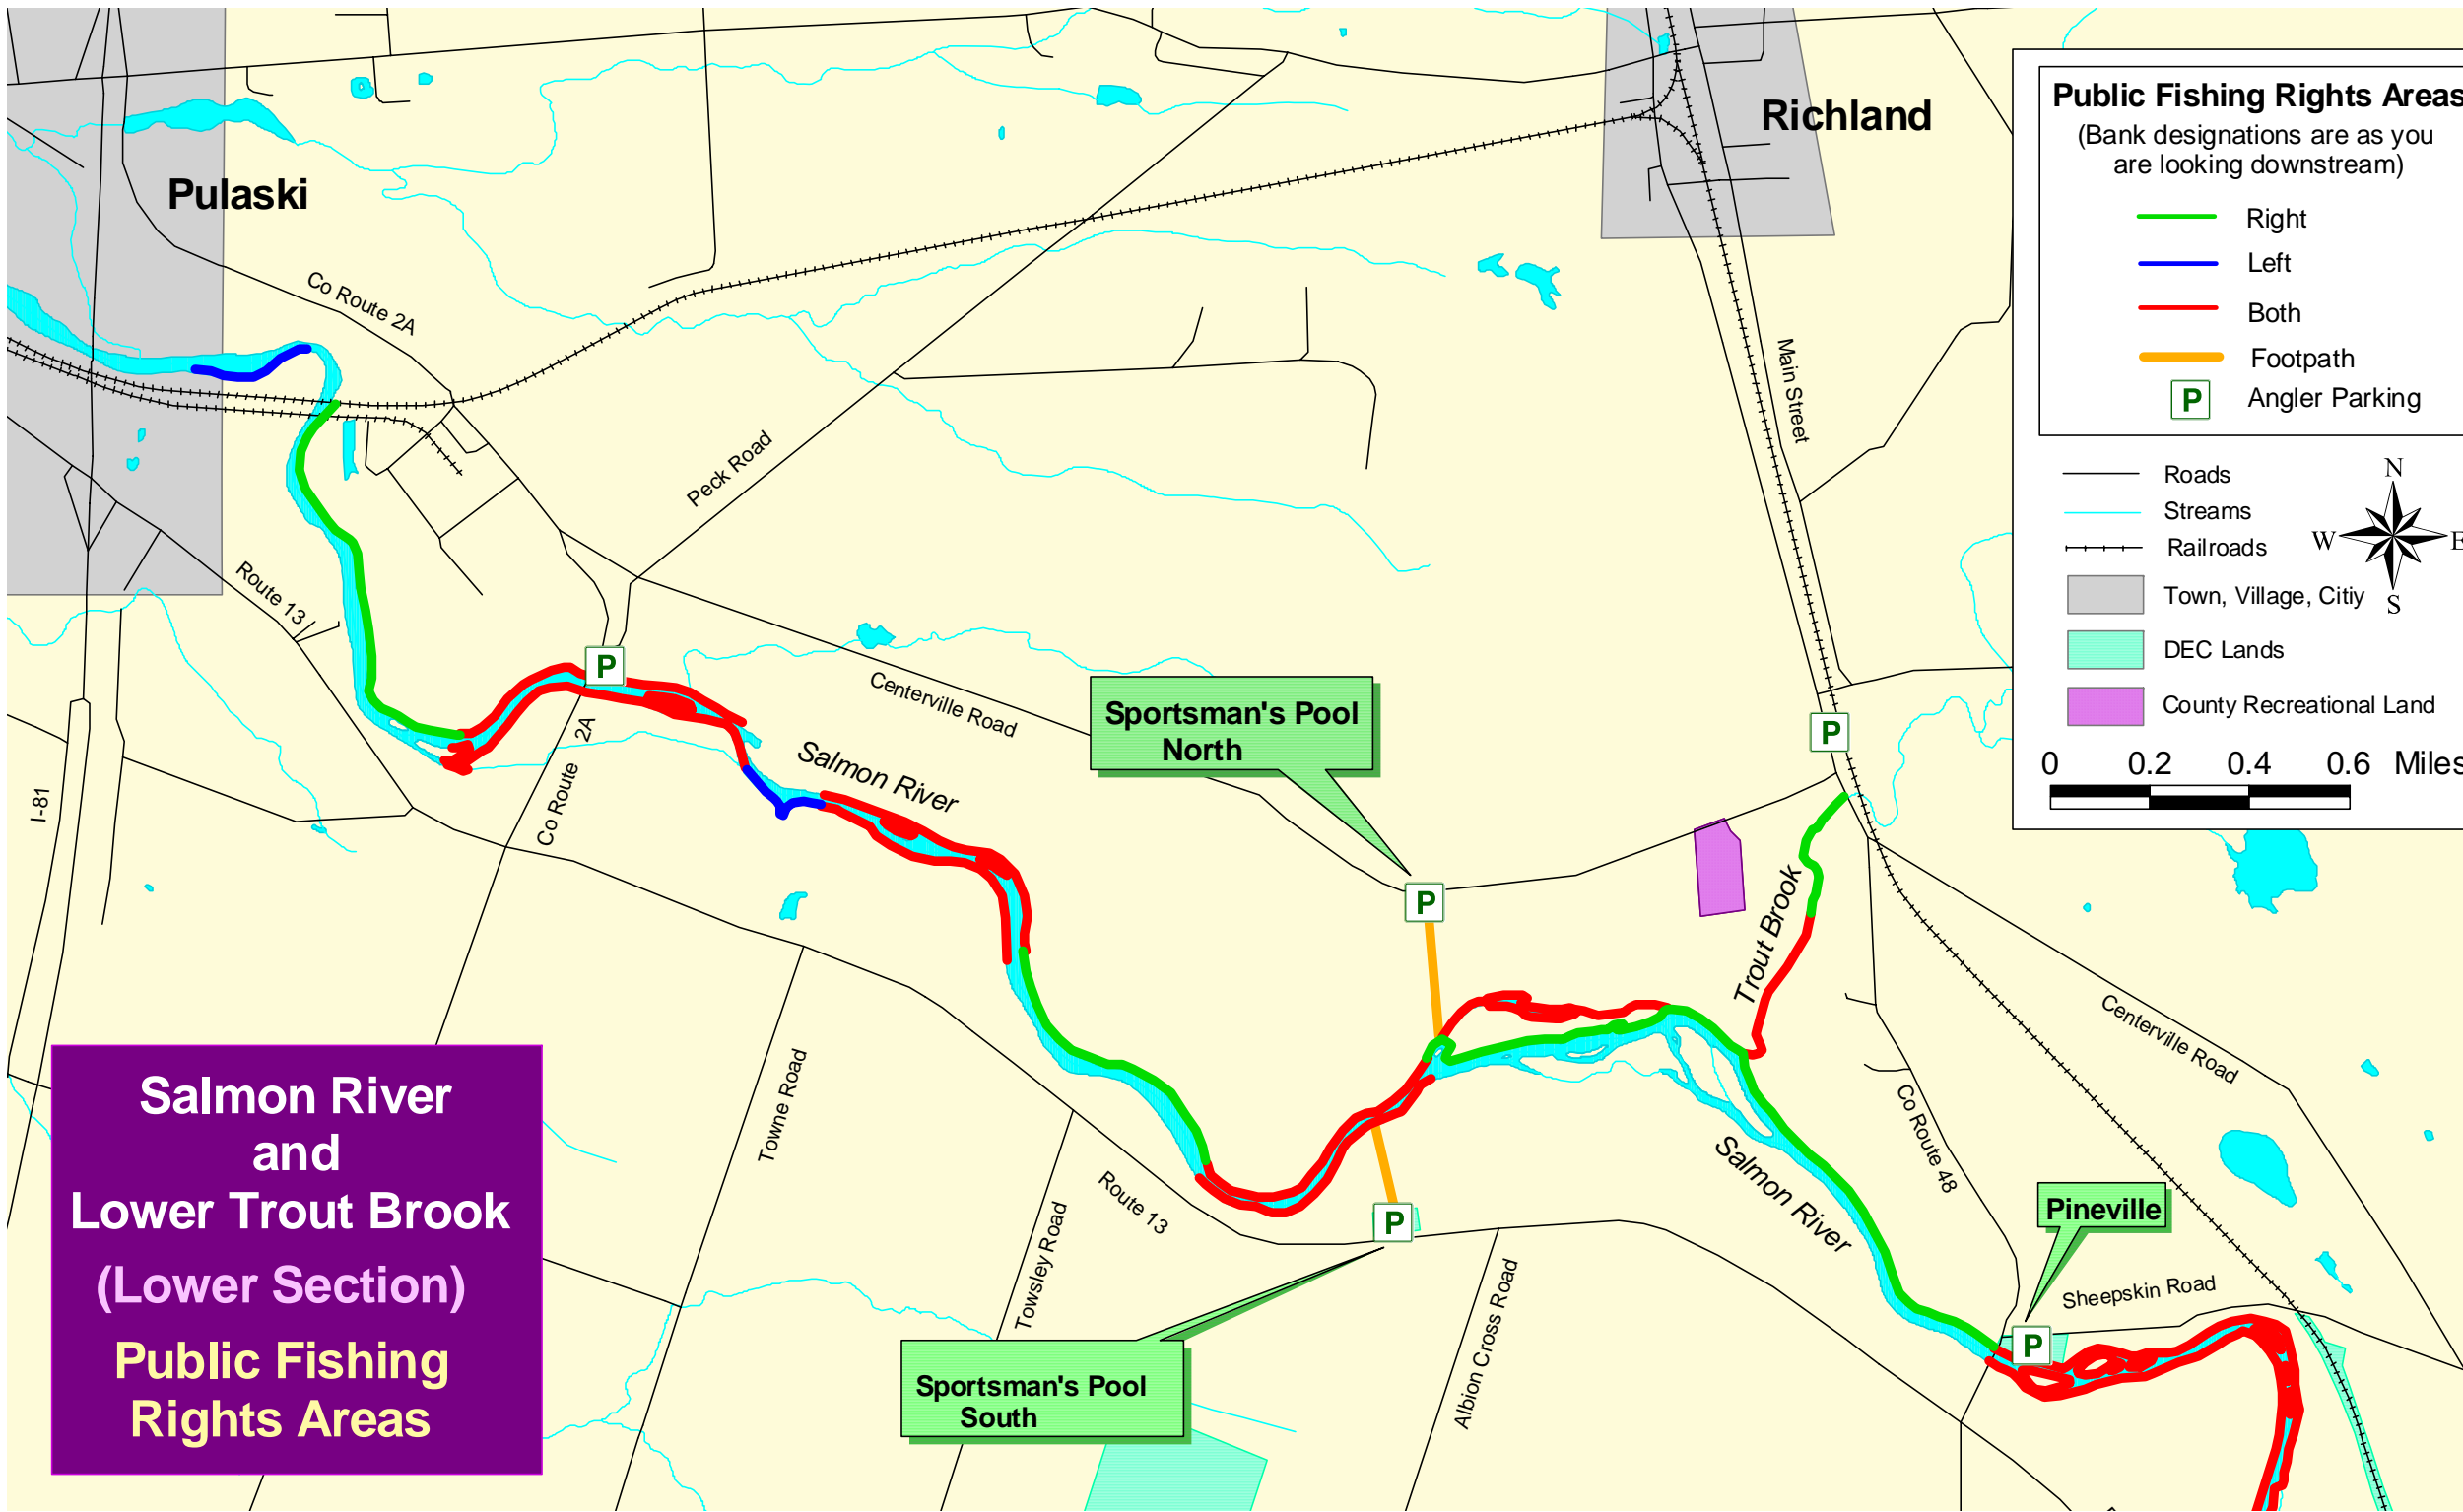 Pulaski
Richland
Co Route 2A
Peck Road
Main Street
Route 13
I-81
Co Route 2A
Centerville Road
Salmon River
Sportsman's Pool
North
P
P
P
P
P
Trout Brook
Towne Road
Towsley Road
Route 13
Albion Cross Road
Salmon River
Co Route 48
Centerville Road
Sheepskin Road
Pineville
Sportsman's Pool
South
Salmon River
and
Lower Trout Brook
(Lower Section)
Public Fishing
Rights Areas
Public Fishing Rights Areas
(Bank designations are as you
are looking downstream)
Right
Left
Both
Footpath
P Angler Parking
Roads
Streams
Railroads
Town, Village, Citiy
DEC Lands
County Recreational Land
N
W E
S
0 0.2 0.4 0.6 Miles